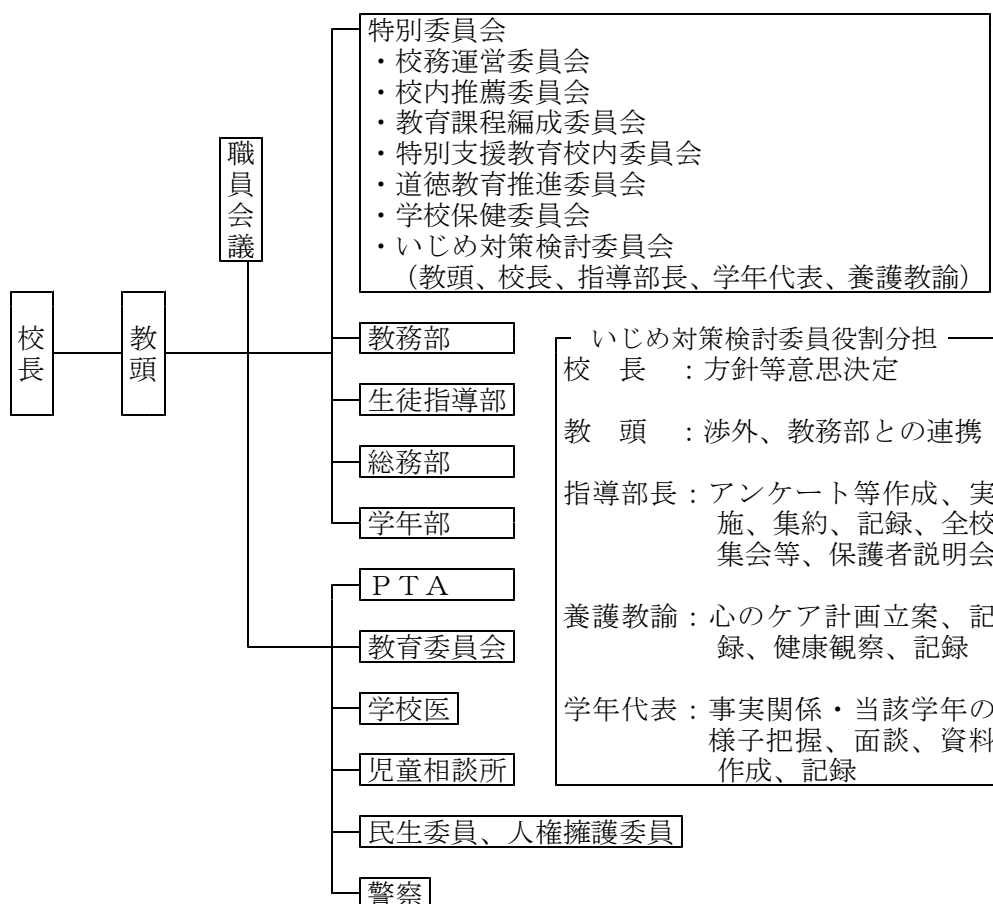 特別委員会
・校務運営委員会
・校内推薦委員会
・教育課程編成委員会
・特別支援教育校内委員会
・道徳教育推進委員会
・学校保健委員会
・いじめ対策検討委員会
（教頭、校長、指導部長、学年代表、養護教諭）
職員会議
校長
教頭
教務部
生徒指導部
総務部
学年部
ＰＴＡ
教育委員会
学校医
児童相談所
民生委員、人権擁護委員
警察
いじめ対策検討委員役割分担
校　長　：方針等意思決定
教　頭　：渉外、教務部との連携
指導部長：アンケート等作成、実
施、集約、記録、全校
集会等、保護者説明会
養護教諭：心のケア計画立案、記
録、健康観察、記録
学年代表：事実関係・当該学年の
様子把握、面談、資料
作成、記録